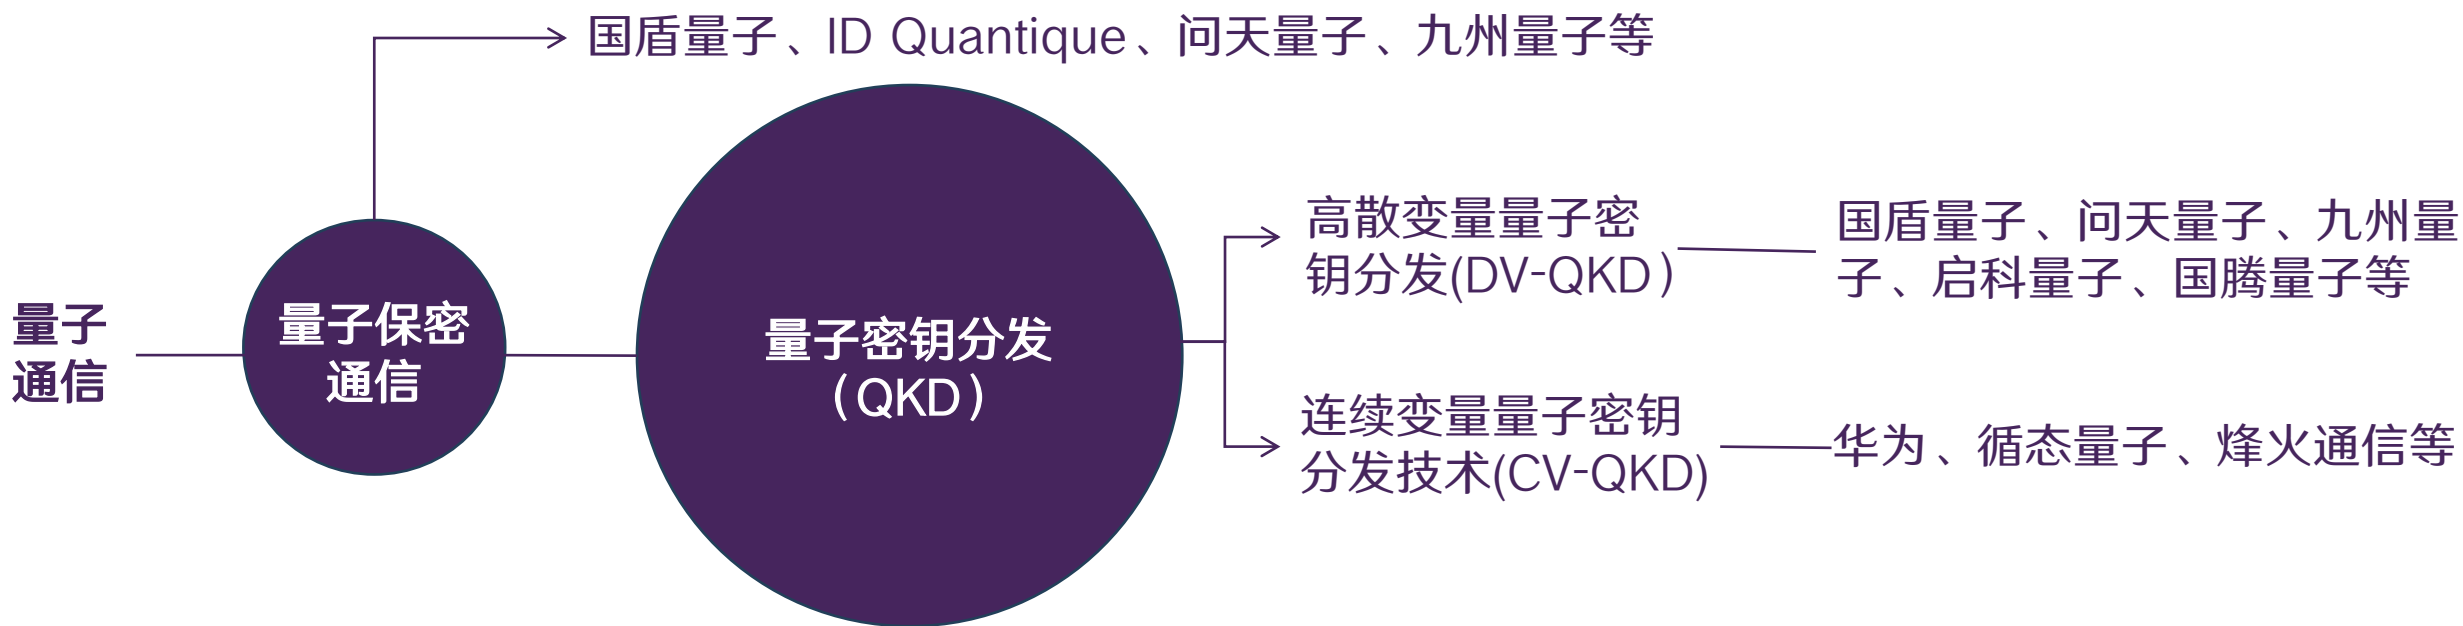 国盾量子、ID Quantique、问天量子、九州量子等
量子
通信
量子保密
通信
量子密钥分发
（QKD）
高散变量量子密
钥分发(DV-QKD）
国盾量子、问天量子、九州量
子、启科量子、国腾量子等
连续变量量子密钥
分发技术(CV-QKD)
华为、循态量子、烽火通信等